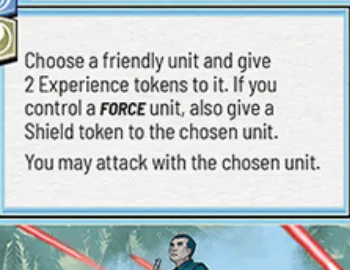 Choose a friendly unit and give
2 Experience tokens to it. If you
control a FORCE unit, also give a
Shield token to the chosen unit.
You may attack with the chosen unit.